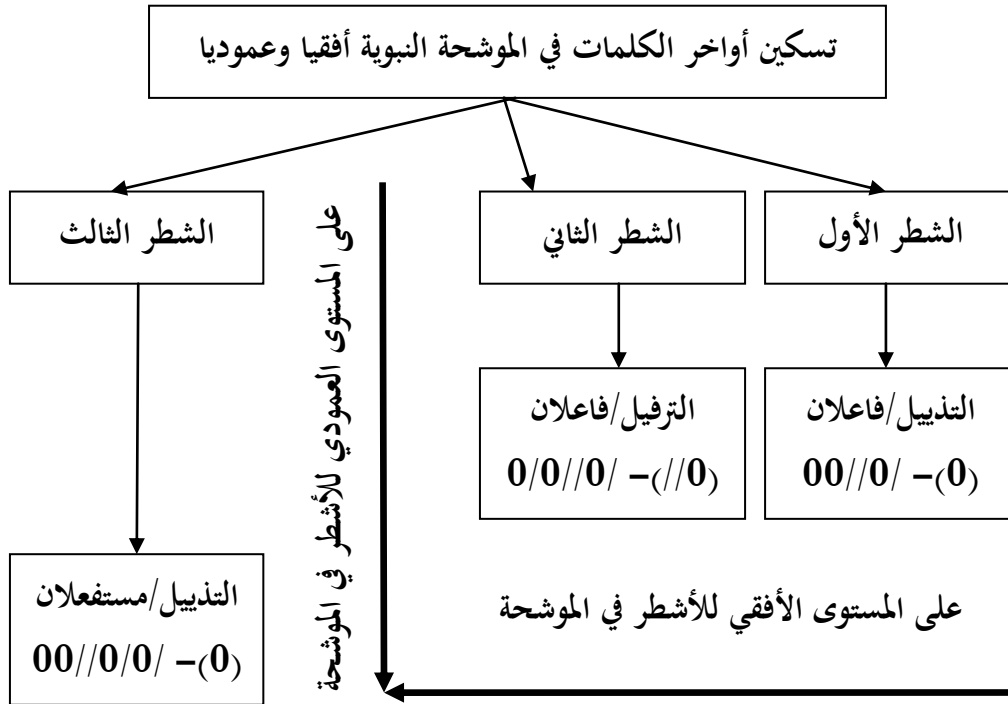 تسكين أواخر الكلمات في الموشحة النبوية أفقيا وعموديا
الشطر الأول
الشطر الثاني
الشطر الثالث
على المستوى العمودي للأشطر في الموشحة
التذييل/فاعلان
00//0/ –(0)
الترفيل/فاعلان
0/0//0/ –(//0)
على المستوى الأفقي للأشطر في الموشحة
التذييل/مستفعلان
00//0/0/ –(0)